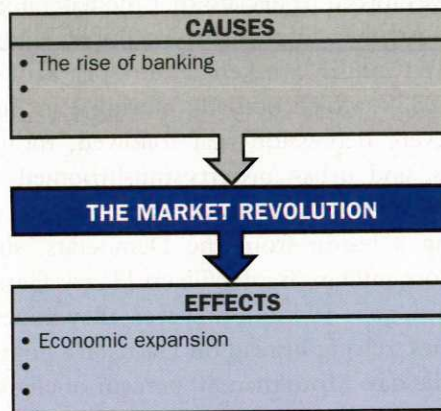 CAUSES
• The rise of banking
•
•
THE MARKET REVOLUTION
EFFECTS
• Economic expansion
•
•